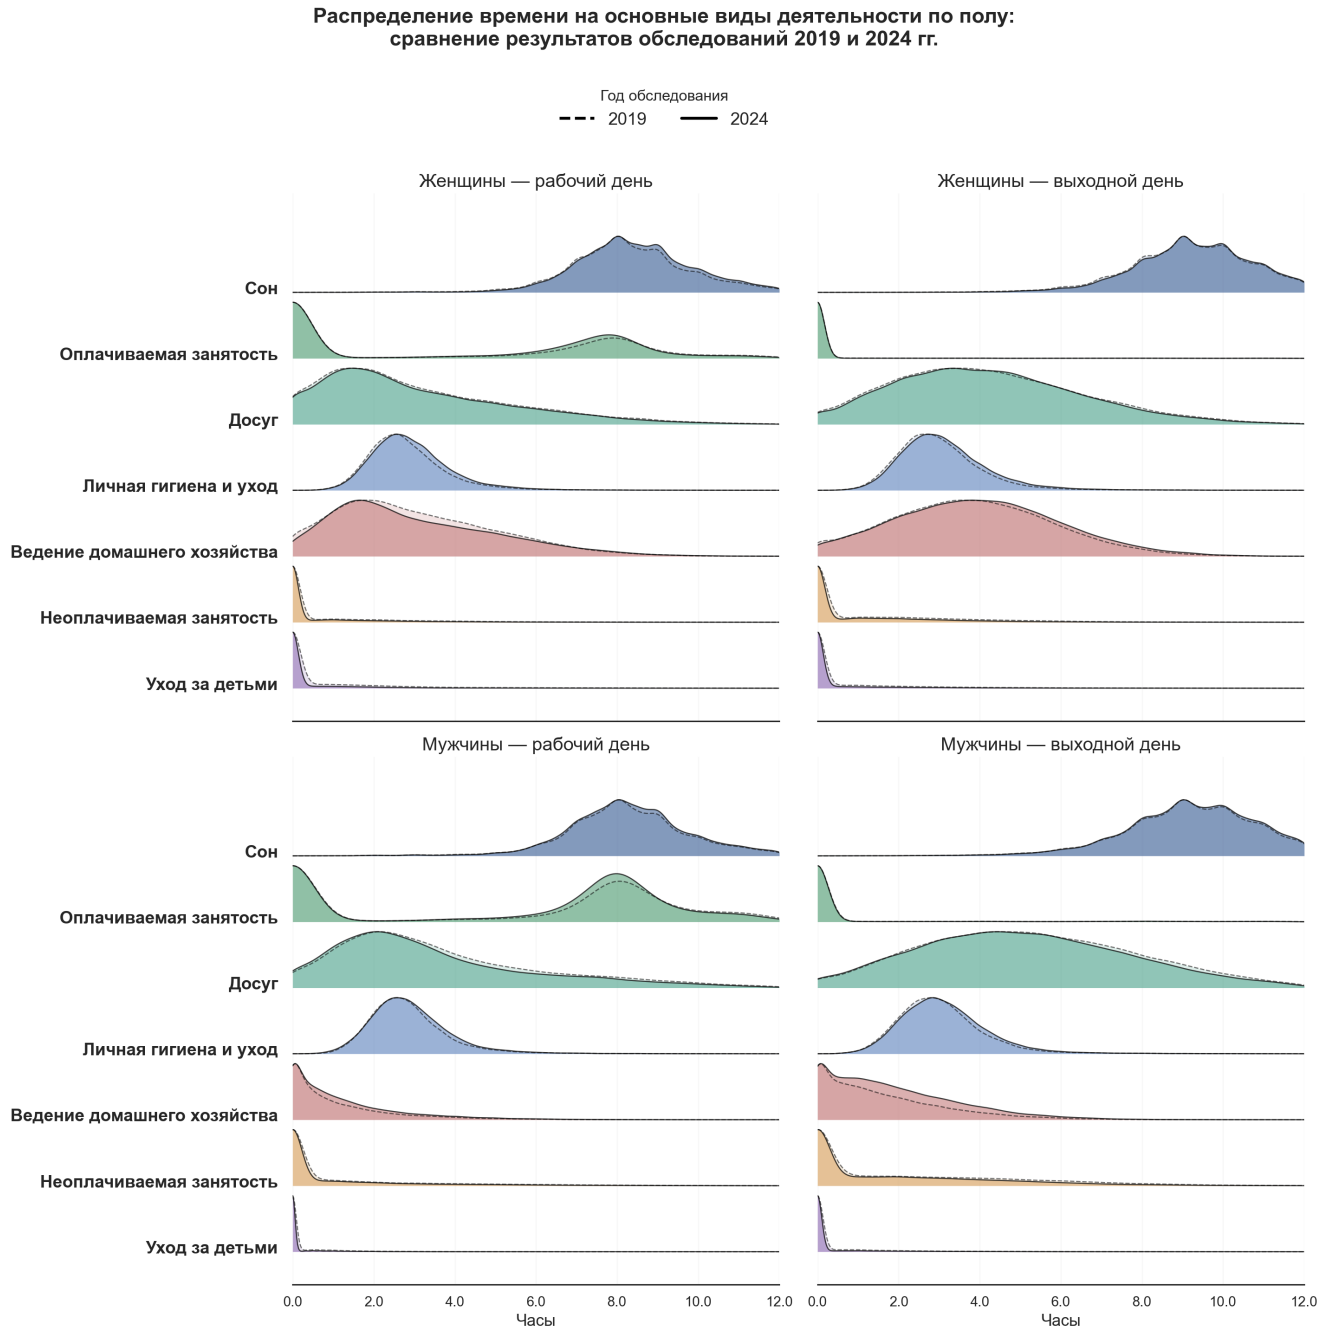 Распределение времени на основные виды деятельности по полу:
сравнение результатов обследований 2019 и 2024 гг.
Год обследования
2019 2024
Женщины — рабочий день
Женщины — выходной день
Сон
Оплачиваемая занятость
Досуг
Личная гигиена и уход
Ведение домашнего хозяйства
Неоплачиваемая занятость
Уход за детьми
Мужчины — рабочий день
Мужчины — выходной день
Сон
Оплачиваемая занятость
Досуг
Личная гигиена и уход
Ведение домашнего хозяйства
Неоплачиваемая занятость
Уход за детьми
0.0 2.0 4.0 6.0 8.0 10.0 12.0
Часы
0.0 2.0 4.0 6.0 8.0 10.0 12.0
Часы